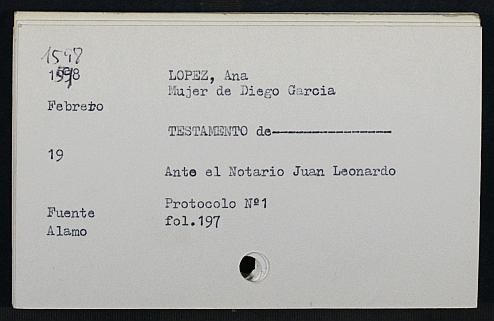 1598
1598
LOPEZ, Ana
Mujer de Diego Garcia
Febrero
TESTAMENTO de-----------------
19
Ante el Notario Juan Leonardo
Protocolo Nº1
fol.197
Fuente
Alamo